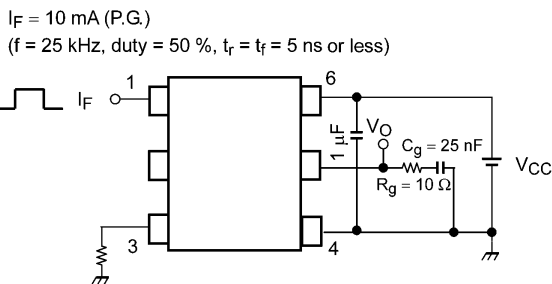 IF = 10 mA (P.G.)
(f = 25 kHz, duty = 50 %, tr = tf = 5 ns or less)
1
6
IF
1 μF
VO
Cg = 25 nF
VCC
Rg = 10 Ω
3
4